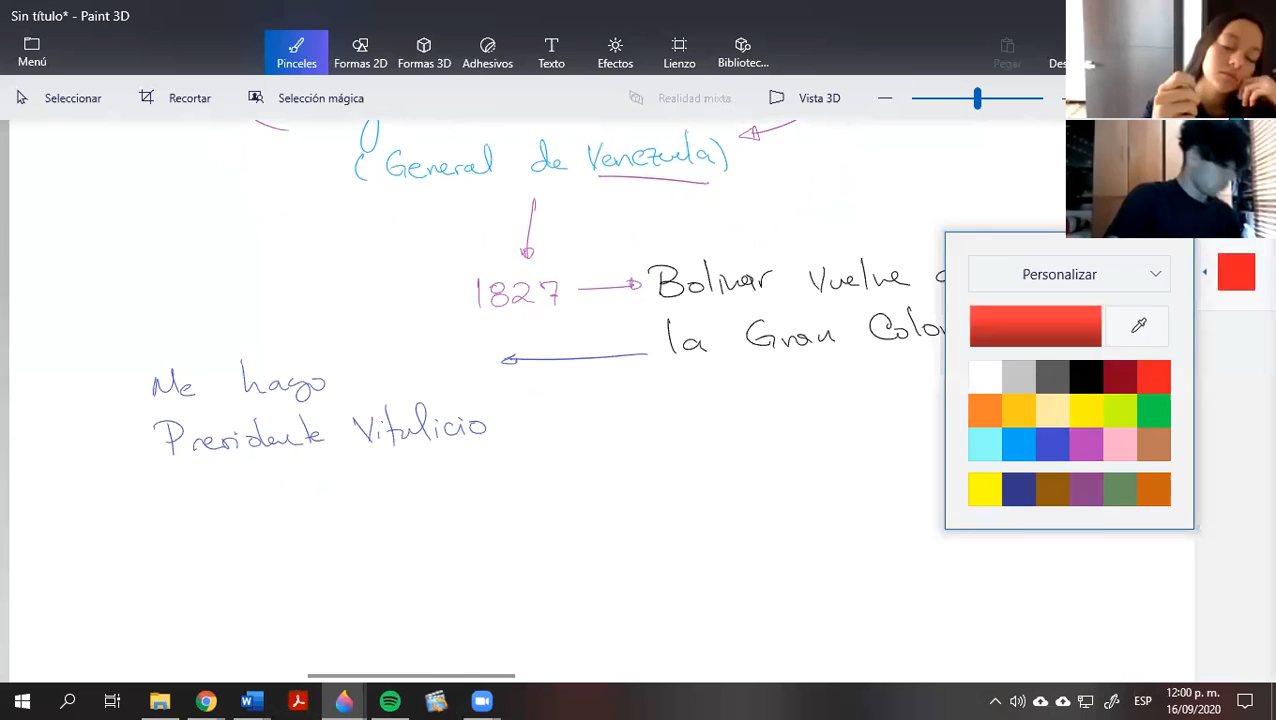 Sin título* - Paint 3D
Menú
Pinceles
Formas 2D
Formas 3D
Adhesivos
Texto
Efectos
Lienzo
Bibliotec...
Pegar
Des
Seleccionar
Recortar
Selección mágica
Realidad mixta
Vista 3D
(General de Venezuela)
1827
Bolivar Vuelve
la Gran Colo
Personalizar
Me hago
Presidente Vitalicio
ESP
12:00 p. m.
16/09/2020